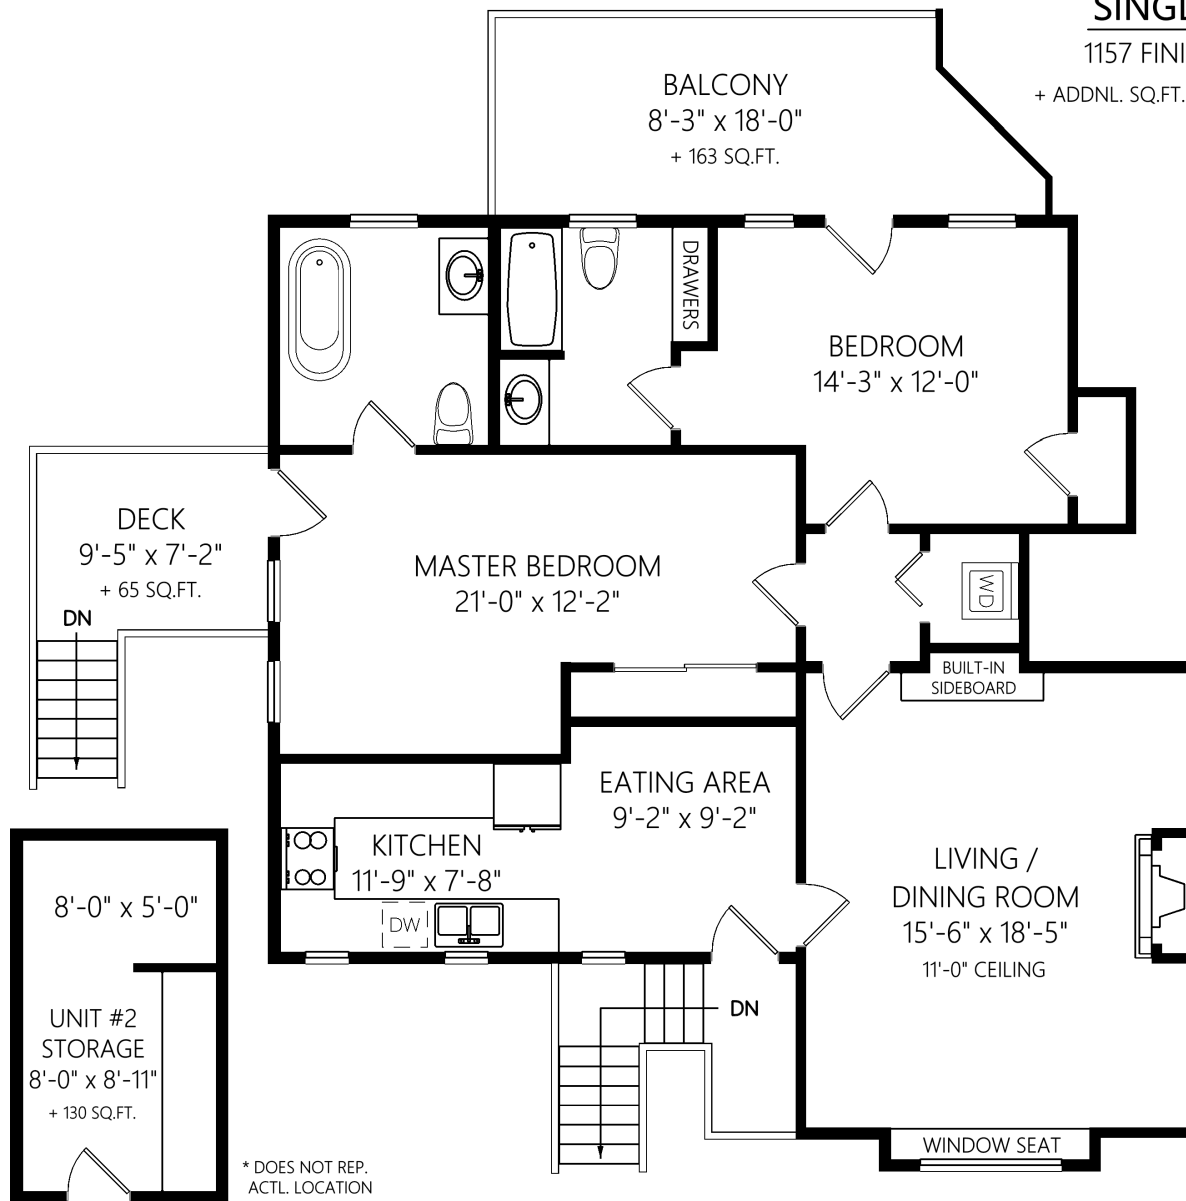 SINGL
1157 FINI
+ ADDNL. SQ.FT.
BALCONY
8'-3" x 18'-0"
+ 163 SQ.FT.
DRAWERS
BEDROOM
14'-3" x 12'-0"
DECK
9'-5" x 7'-2"
+ 65 SQ.FT.
DN
MASTER BEDROOM
21'-0" x 12'-2"
WD
BUILT-IN
SIDEBOARD
EATING AREA
9'-2" x 9'-2"
KITCHEN
11'-9" x 7'-8"
DW
LIVING /
DINING ROOM
15'-6" x 18'-5"
11'-0" CEILING
8'-0" x 5'-0"
UNIT #2
STORAGE
8'-0" x 8'-11"
+ 130 SQ.FT.
DN
WINDOW SEAT
* DOES NOT REP.
ACTL. LOCATION